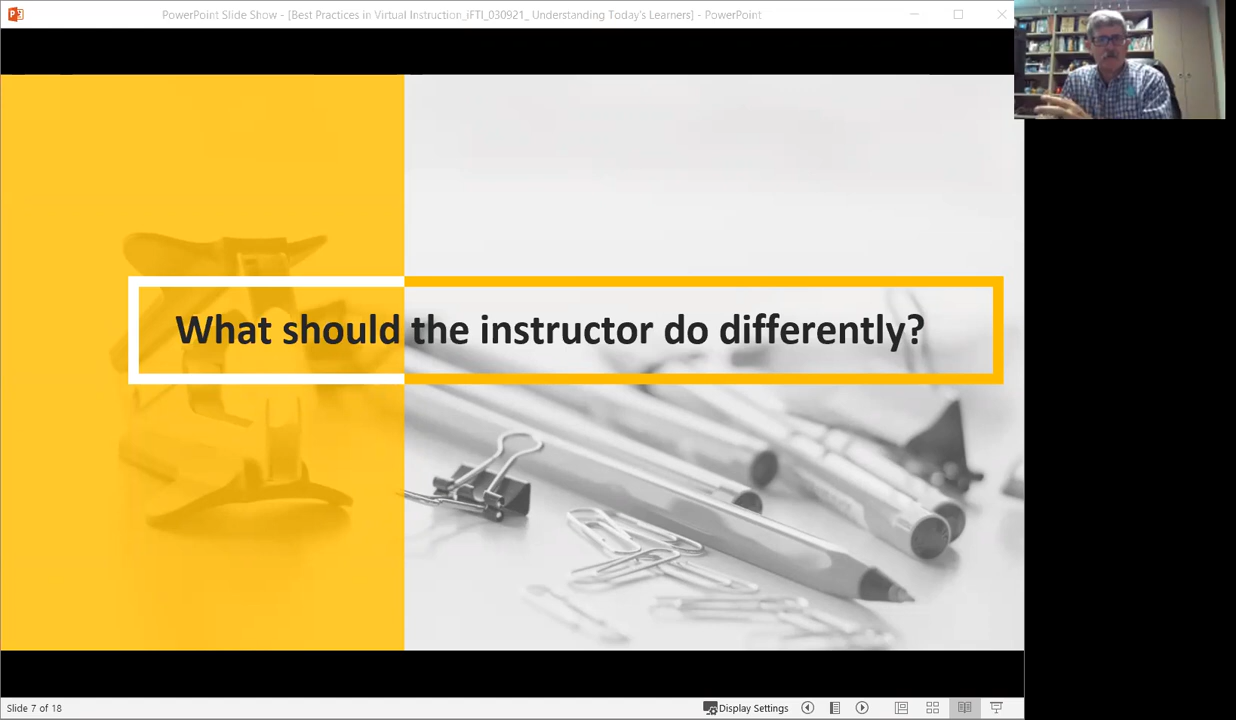 PowerPoint Slide Show - [Best Practices in Virtual Instruction_iFTI_030921_ Understanding Today's Learners] - PowerPoint
What should the instructor do differently?
Slide 7 of 18
Display Settings